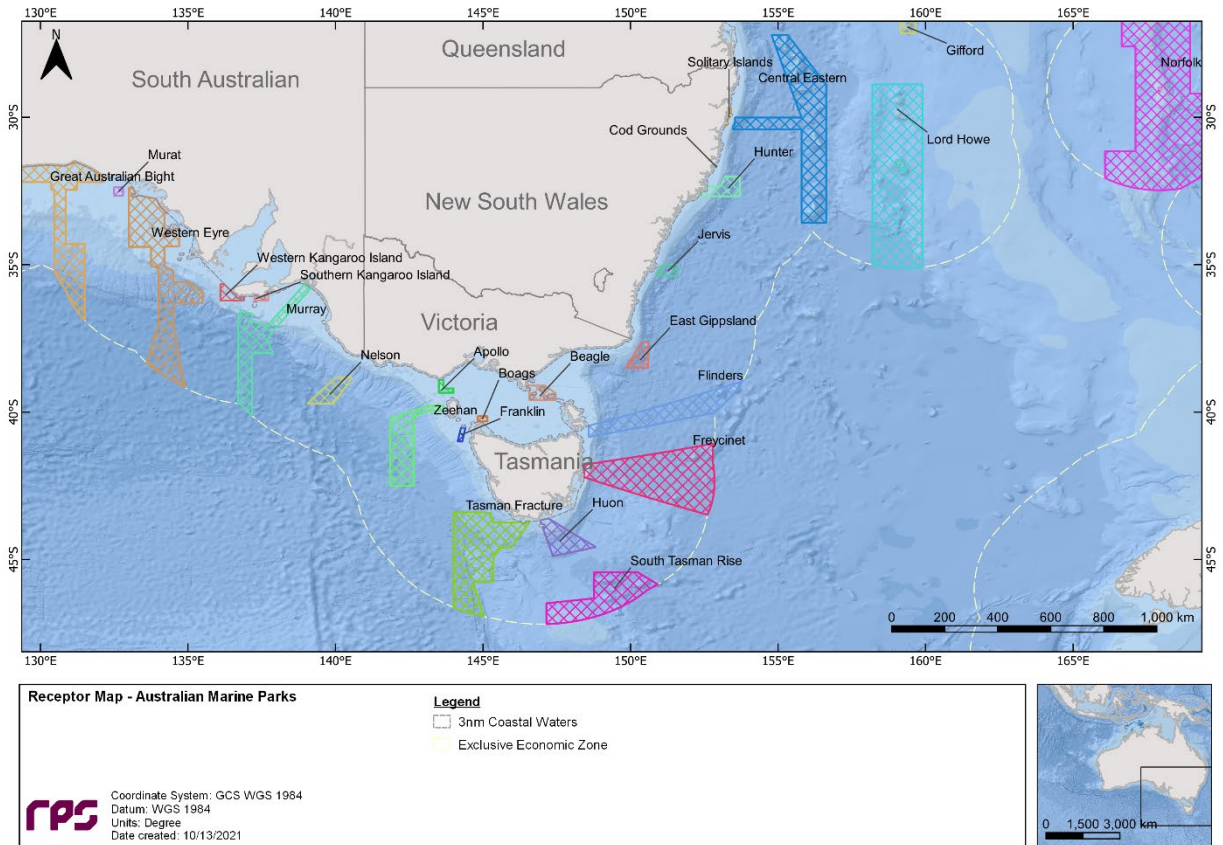 130°E 135°E 140°E 145°E 150°E 155°E 160°E 165°E
N
Queensland
Gifford
South Australian
Solitary Islands
Norfolk
Central Eastern
30°S
30°S
Cod Grounds
Lord Howe
Murat
Hunter
Great Australian Bight
New South Wales
Western Eyre
Jervis
Western Kangaroo Island
35°S
35°S
Southern Kangaroo Island
Murray
East Gippsland
Victoria
Nelson
Apollo
Beagle
Boags
Flinders
40°S
40°S
Zeehan
Franklin
Freycinet
Tasmania
Tasman Fracture
Huon
45°S
45°S
South Tasman Rise
0 200 400 600 800 1,000 km
130°E 135°E 140°E 145°E 150°E 155°E 160°E 165°E
Receptor Map - Australian Marine Parks
Legend
3nm Coastal Waters
Exclusive Economic Zone
rps
Coordinate System: GCS WGS 1984
Datum: WGS 1984
Units: Degree
Date created: 10/13/2021
0 1,500 3,000 km